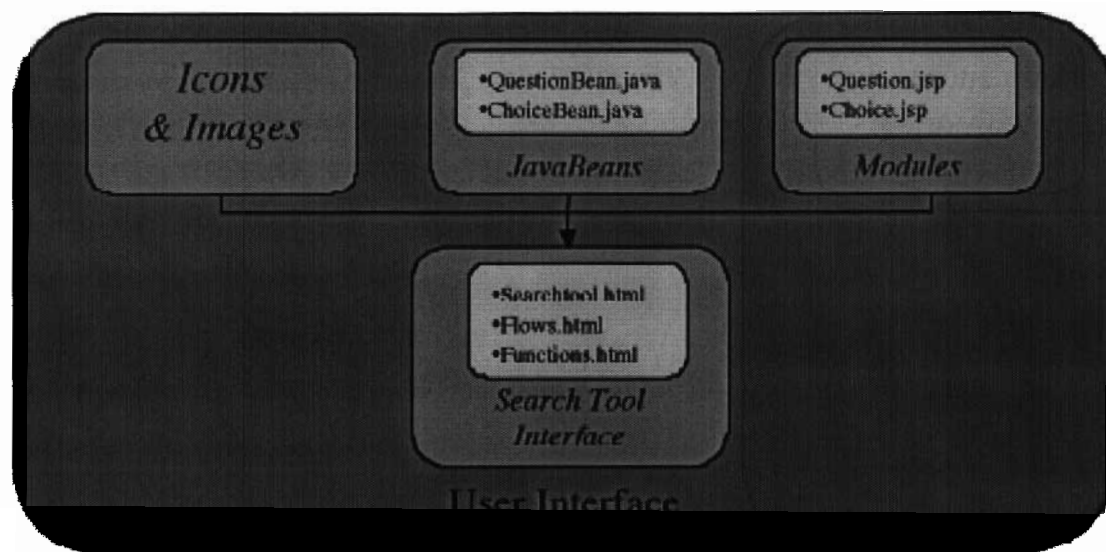 Icons
& Images
•QuestionBean.java
•ChoiceBean.java
JavaBeans
•Question.jsp
•Choice.jsp
Modules
•Searchtool.html
•Flows.html
•Functions.html
Search Tool
Interface
User Interface